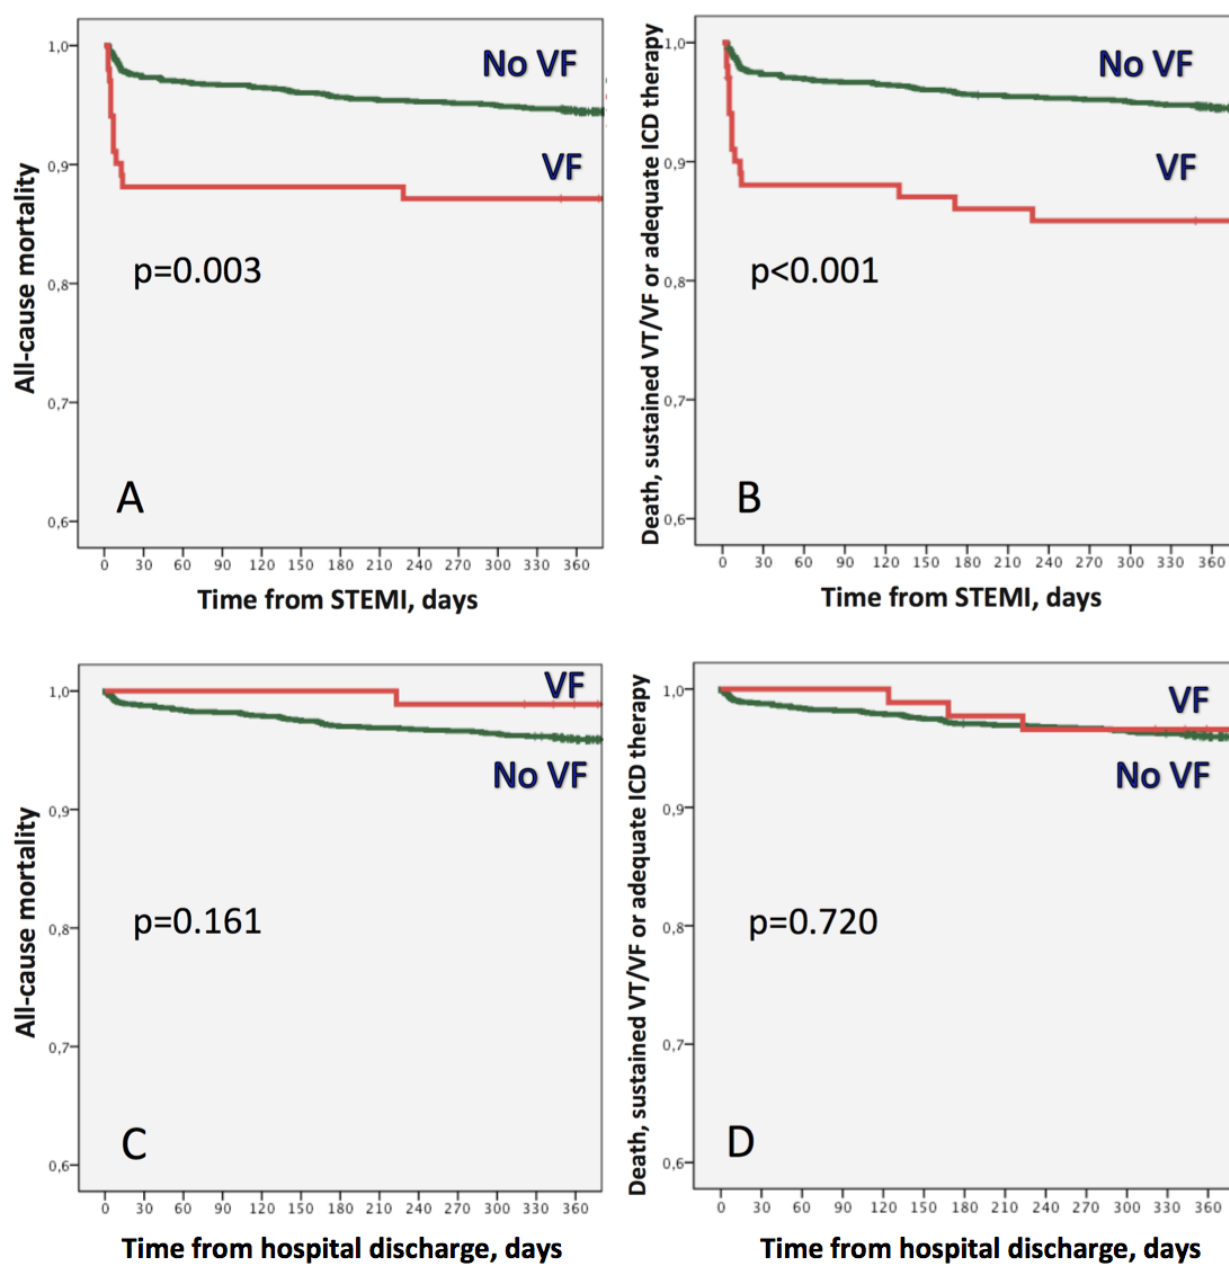 All-cause mortality
1,0
0,9
0,8
0,7
0,6
No VF
VF
p=0.003
A
0 30 60 90 120 150 180 210 240 270 300 330 360
Time from STEMI, days
Death, sustained VT/VF or adequate ICD therapy
1,0
0,9
0,8
0,7
0,6
No VF
VF
p<0.001
B
0 30 60 90 120 150 180 210 240 270 300 330 360
Time from STEMI, days
All-cause mortality
1,0
0,9
0,8
0,7
0,6
VF
No VF
p=0.161
C
0 30 60 90 120 150 180 210 240 270 300 330 360
Time from hospital discharge, days
Death, sustained VT/VF or adequate ICD therapy
1,0
0,9
0,8
0,7
0,6
VF
No VF
p=0.720
D
0 30 60 90 120 150 180 210 240 270 300 330 360
Time from hospital discharge, days